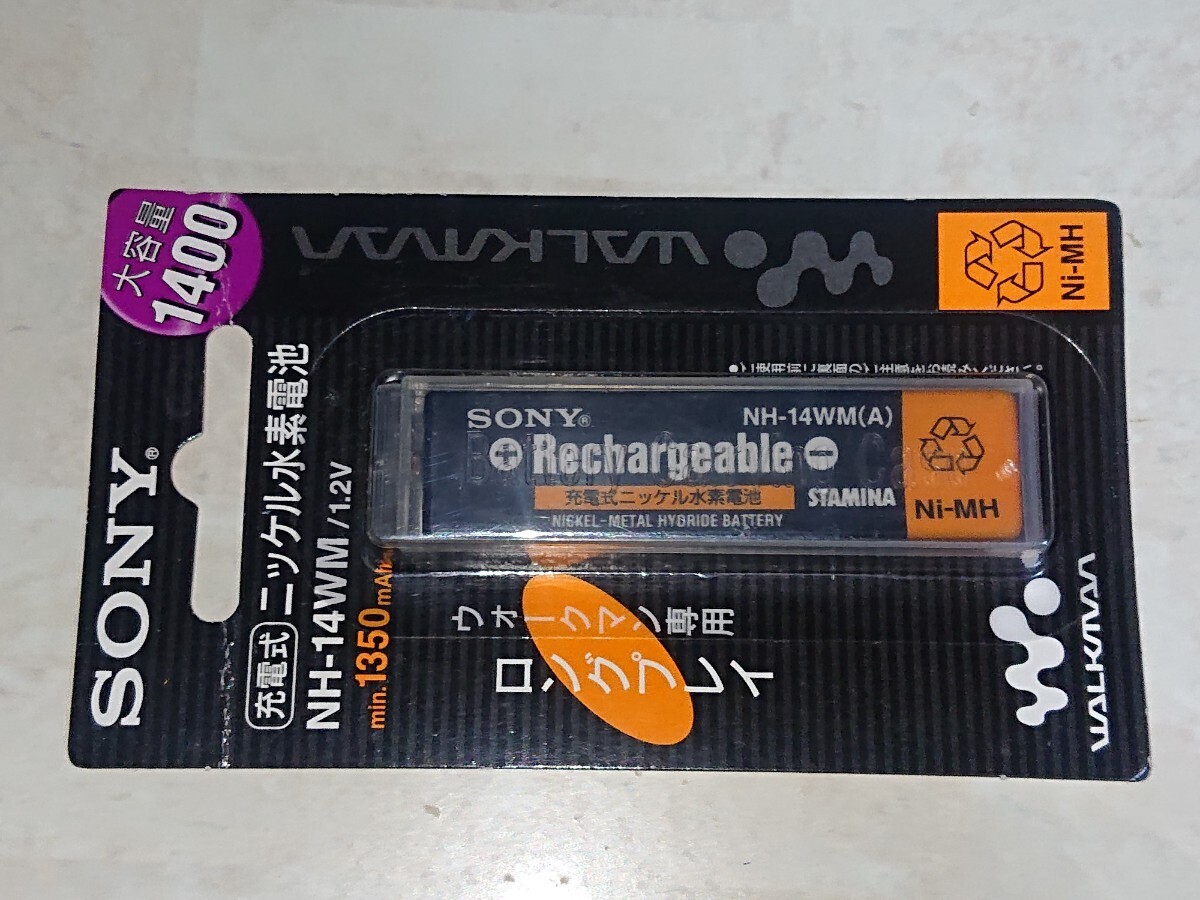 大容量
1400
SONY®
充電式 ニッケル水素電池
NH-14WM/1.2V
min.1350mAh
WALKMAN
Ni-MH
SONY®
NH-14WM(A)
Rechargeable
充電式ニッケル水素電池
STAMINA
NICKEL-METAL HYDRIDE BATTERY
Ni-MH
ウォークマン専用
ロングプレイ
WALKMAN